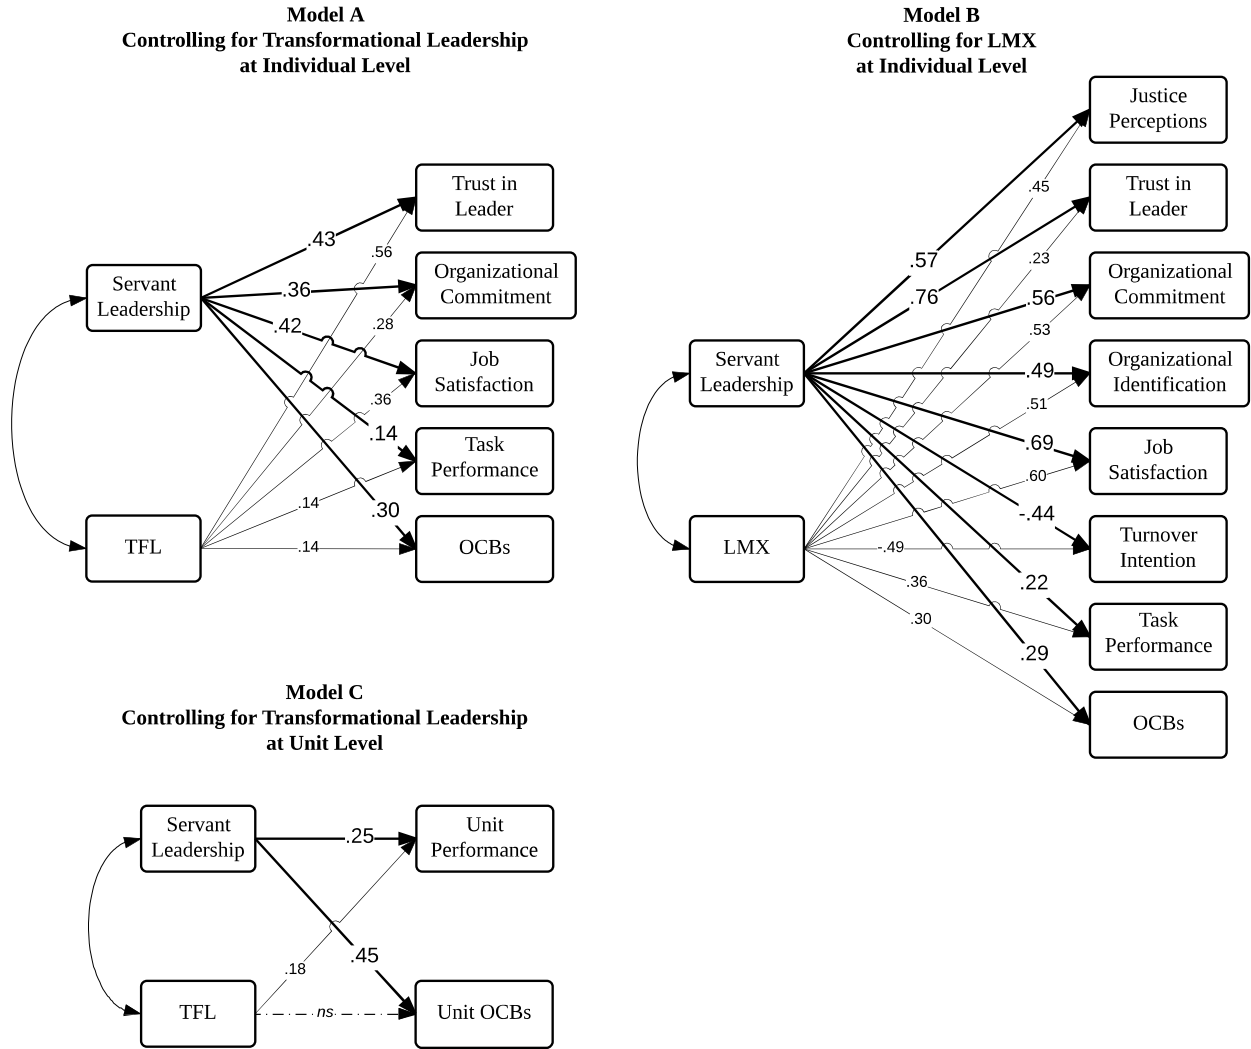 Model A
Controlling for Transformational Leadership
at Individual Level
Servant
Leadership
TFL
.43
.36
.42
.14
.30
.56
.28
.36
.14
.14
Trust in
Leader
Organizational
Commitment
Job
Satisfaction
Task
Performance
OCBs
Model B
Controlling for LMX
at Individual Level
Servant
Leadership
LMX
.57
.76
.56
.49
.69
-.44
.22
.29
.45
.23
.53
.51
.60
-.49
.36
.30
Justice
Perceptions
Trust in
Leader
Organizational
Commitment
Organizational
Identification
Job
Satisfaction
Turnover
Intention
Task
Performance
OCBs
Model C
Controlling for Transformational Leadership
at Unit Level
Servant
Leadership
TFL
.25
.45
.18
ns
Unit
Performance
Unit OCBs